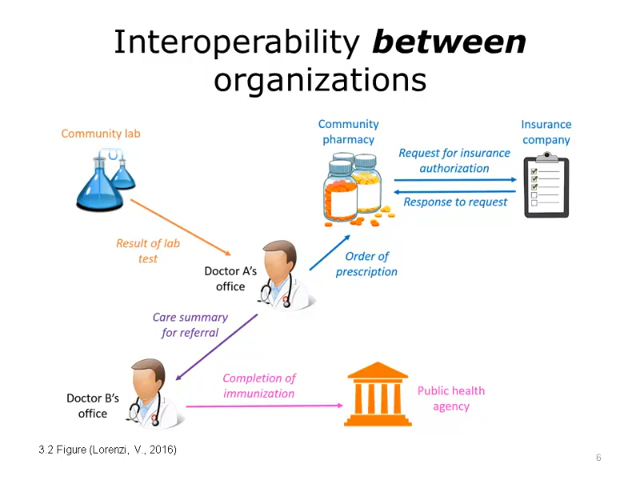 Interoperability between
organizations
Community lab
Community
pharmacy
Insurance
company
Request for insurance
authorization
Response to request
Result of lab
test
Doctor A's
office
Order of
prescription
Care summary
for referral
Doctor B's
office
Completion of
immunization
Public health
agency
3.2 Figure (Lorenzi, V., 2016)
6